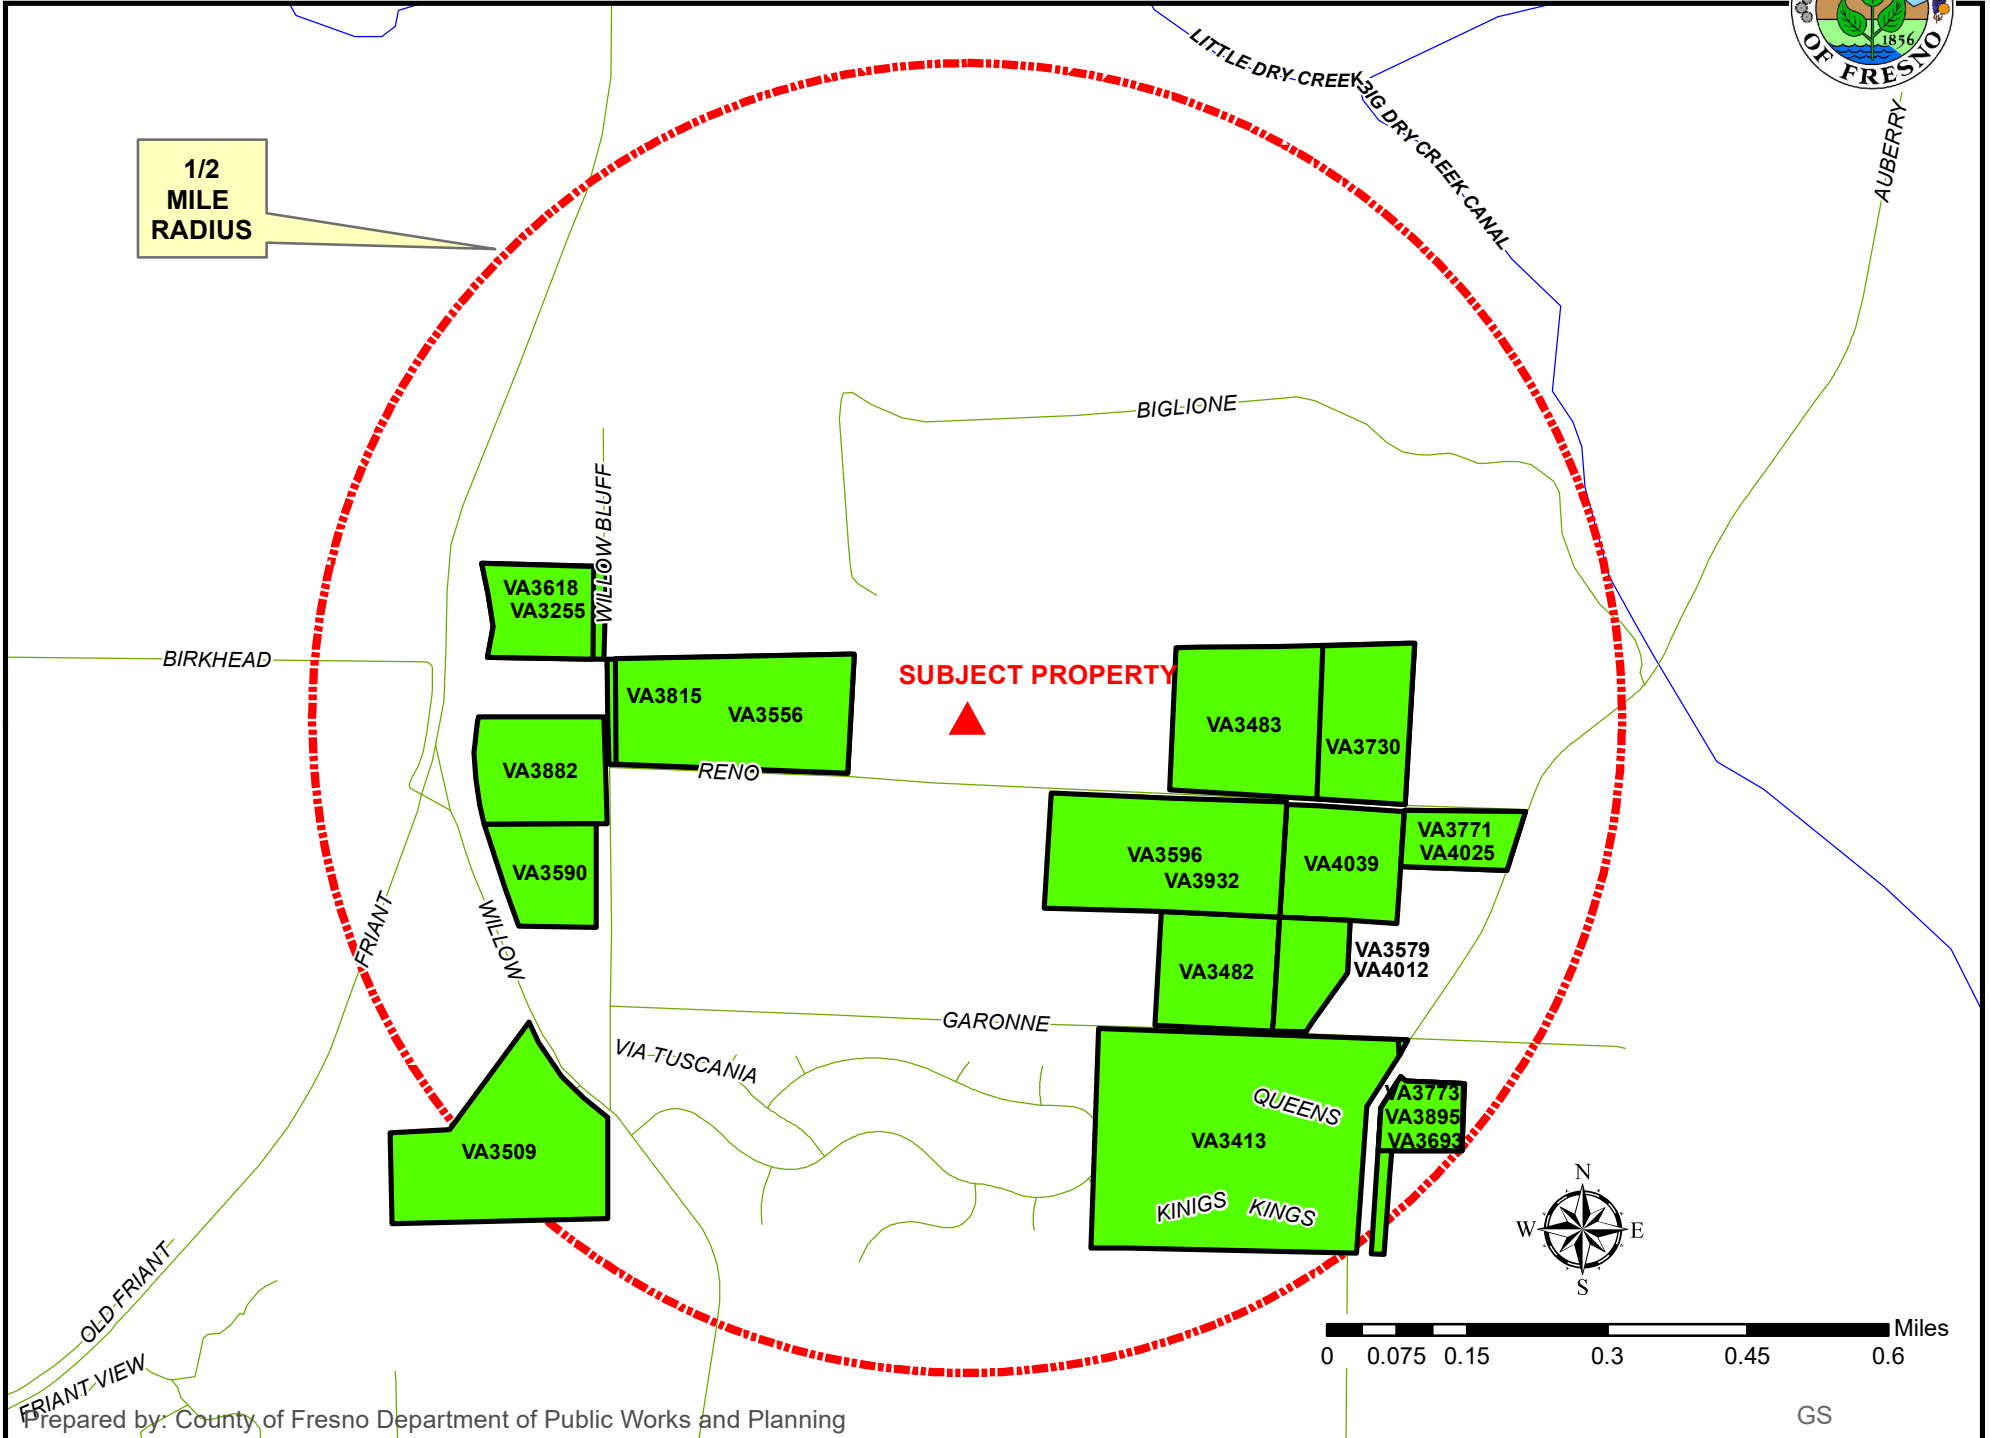 1856
OF FRESNO
LITTLE DRY CREEK
BIG DRY CREEK CANAL
AUBERRY
1/2
MILE
RADIUS
BIGLIONE
WILLOW BLUFF
VA3618
VA3255
BIRKHEAD
SUBJECT PROPERTY
VA3815
VA3556
VA3483
VA3730
VA3882
RENO
VA3771
VA4025
VA3596
VA3932
VA4039
VA3590
FRIANT
WILLOW
VA3579
VA4012
VA3482
GARONNE
VIA TUSCANIA
QUEENS
VA3773
VA3895
VA3693
VA3413
VA3509
KINIGS
KINGS
N
W
E
S
OLD FRIANT
FRIANT VIEW
Miles
0 0.075 0.15 0.3 0.45 0.6
Prepared by: County of Fresno Department of Public Works and Planning
GS